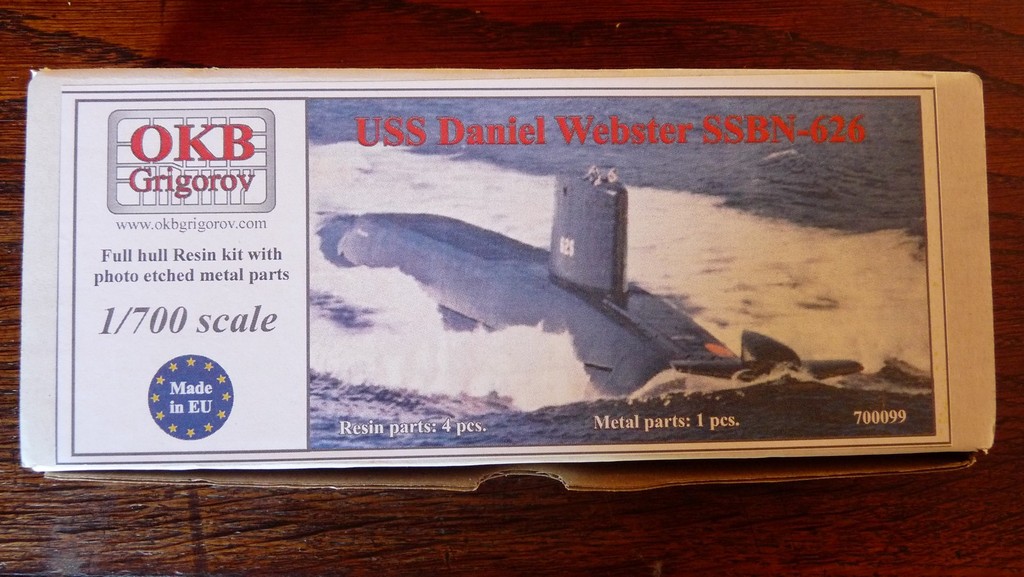 OKB
Grigorov
www.okbgrigorov.com
Full hull Resin kit with
photo etched metal parts
1/700 scale
Made
in EU
USS Daniel Webster SSBN-626
626
Resin parts: 4 pcs.
Metal parts: 1 pcs.
700099